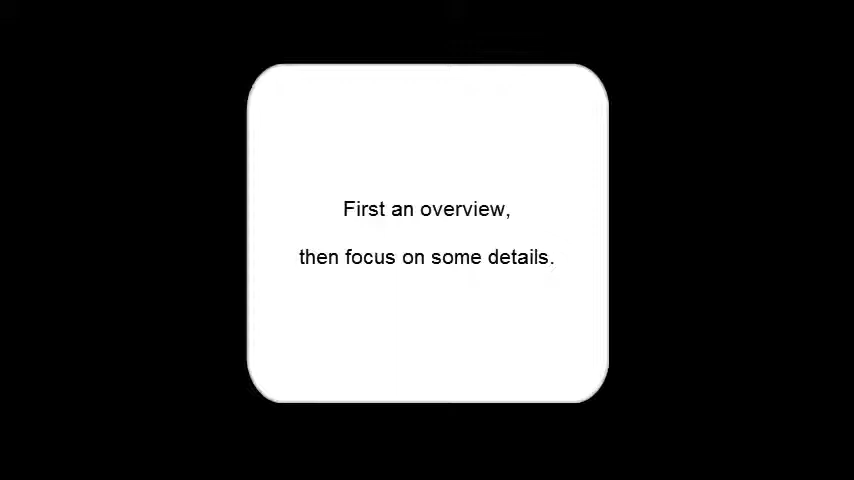 First an overview,
then focus on some details.